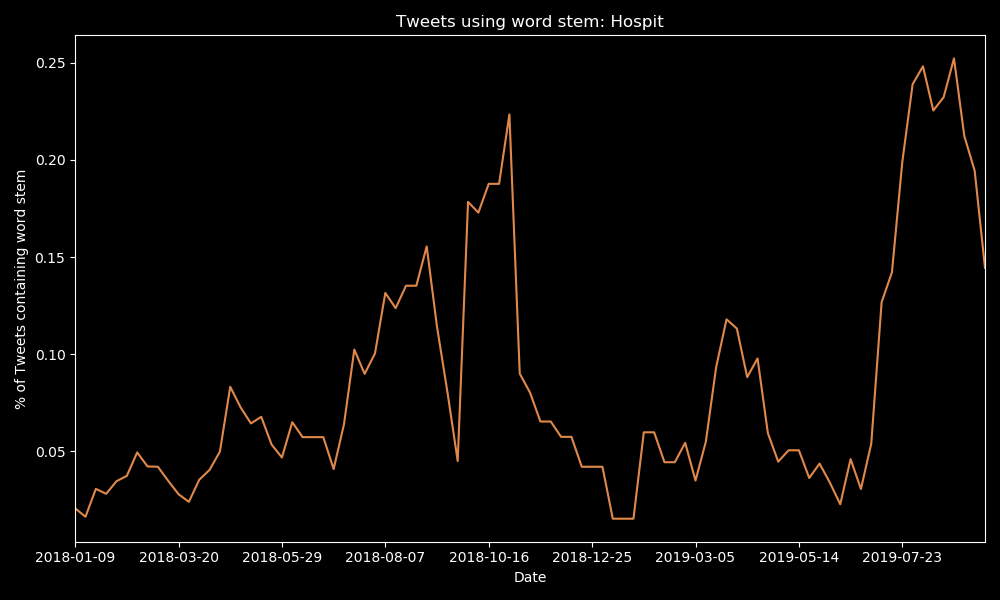 Tweets using word stem: Hospit
% of Tweets containing word stem
0.25
0.20
0.15
0.10
0.05
2018-01-09 2018-03-20 2018-05-29 2018-08-07 2018-10-16 2018-12-25 2019-03-05 2019-05-14 2019-07-23
Date